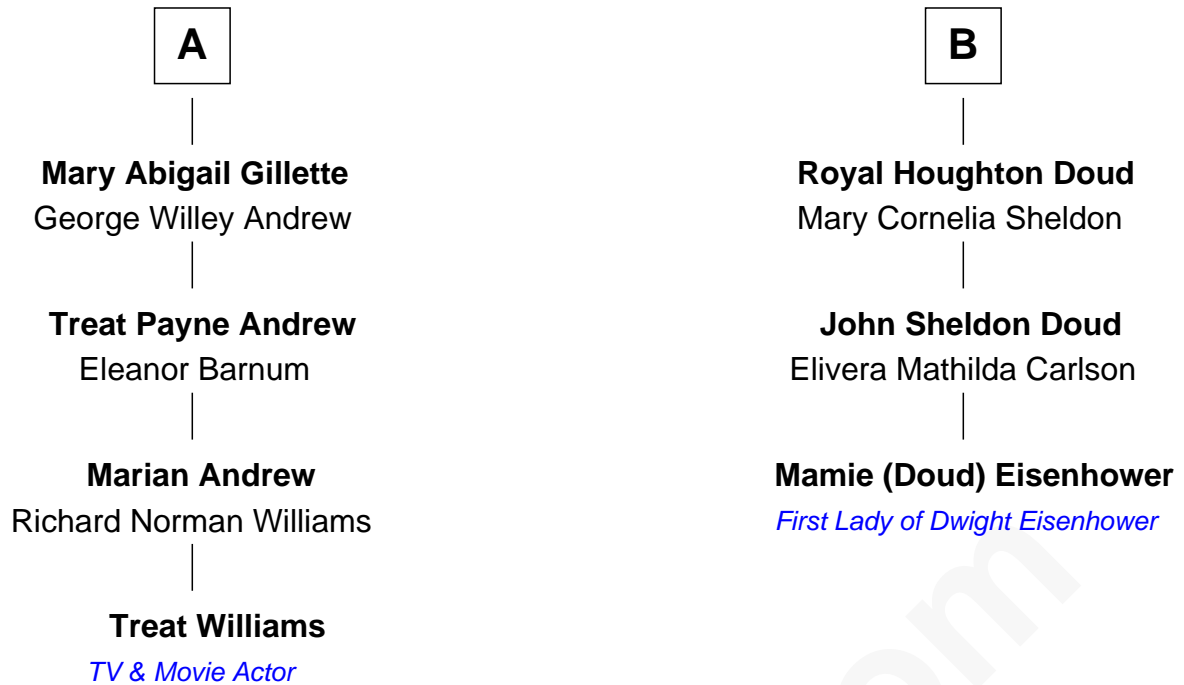 A
Mary Abigail Gillette
George Willey Andrew
Treat Payne Andrew
Eleanor Barnum
Marian Andrew
Richard Norman Williams
Treat Williams
TV & Movie Actor
B
Royal Houghton Doud
Mary Cornelia Sheldon
John Sheldon Doud
Elivera Mathilda Carlson
Mamie (Doud) Eisenhower
First Lady of Dwight Eisenhower